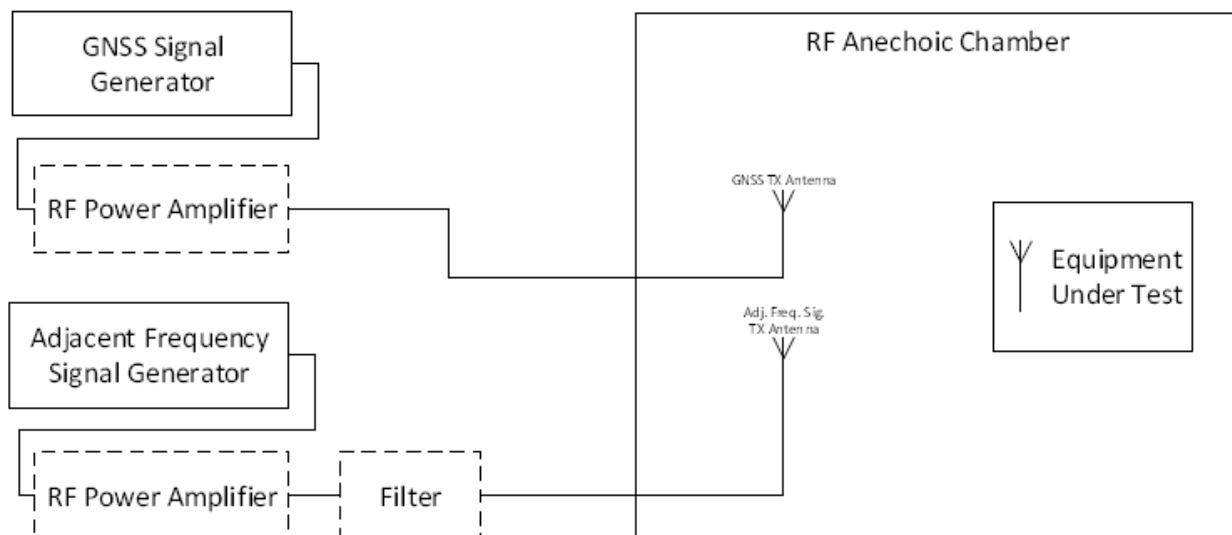 GNSS Signal
Generator
RF Anechoic Chamber
RF Power Amplifier
GNSS TX Antenna
Equipment
Under Test
Adjacent Frequency
Signal Generator
Adj. Freq. Sig.
TX Antenna
RF Power Amplifier
Filter